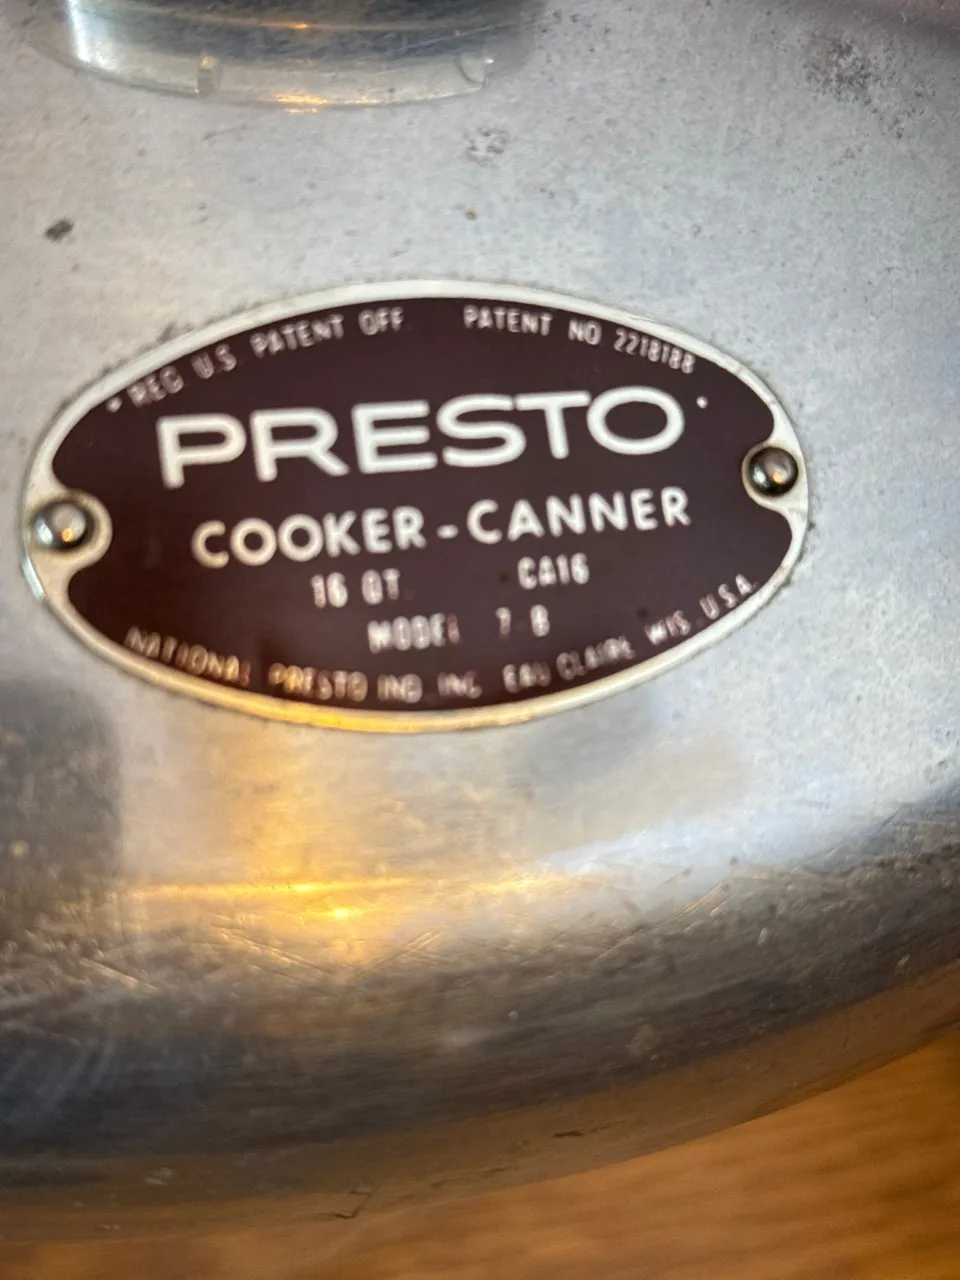 REG U.S. PATENT OFF. PATENT NO 2218188
PRESTO
COOKER-CANNER
16 QT. CA16
MODEL 7 B
NATIONAL PRESTO IND. INC. EAU CLAIRE WIS. U.S.A.